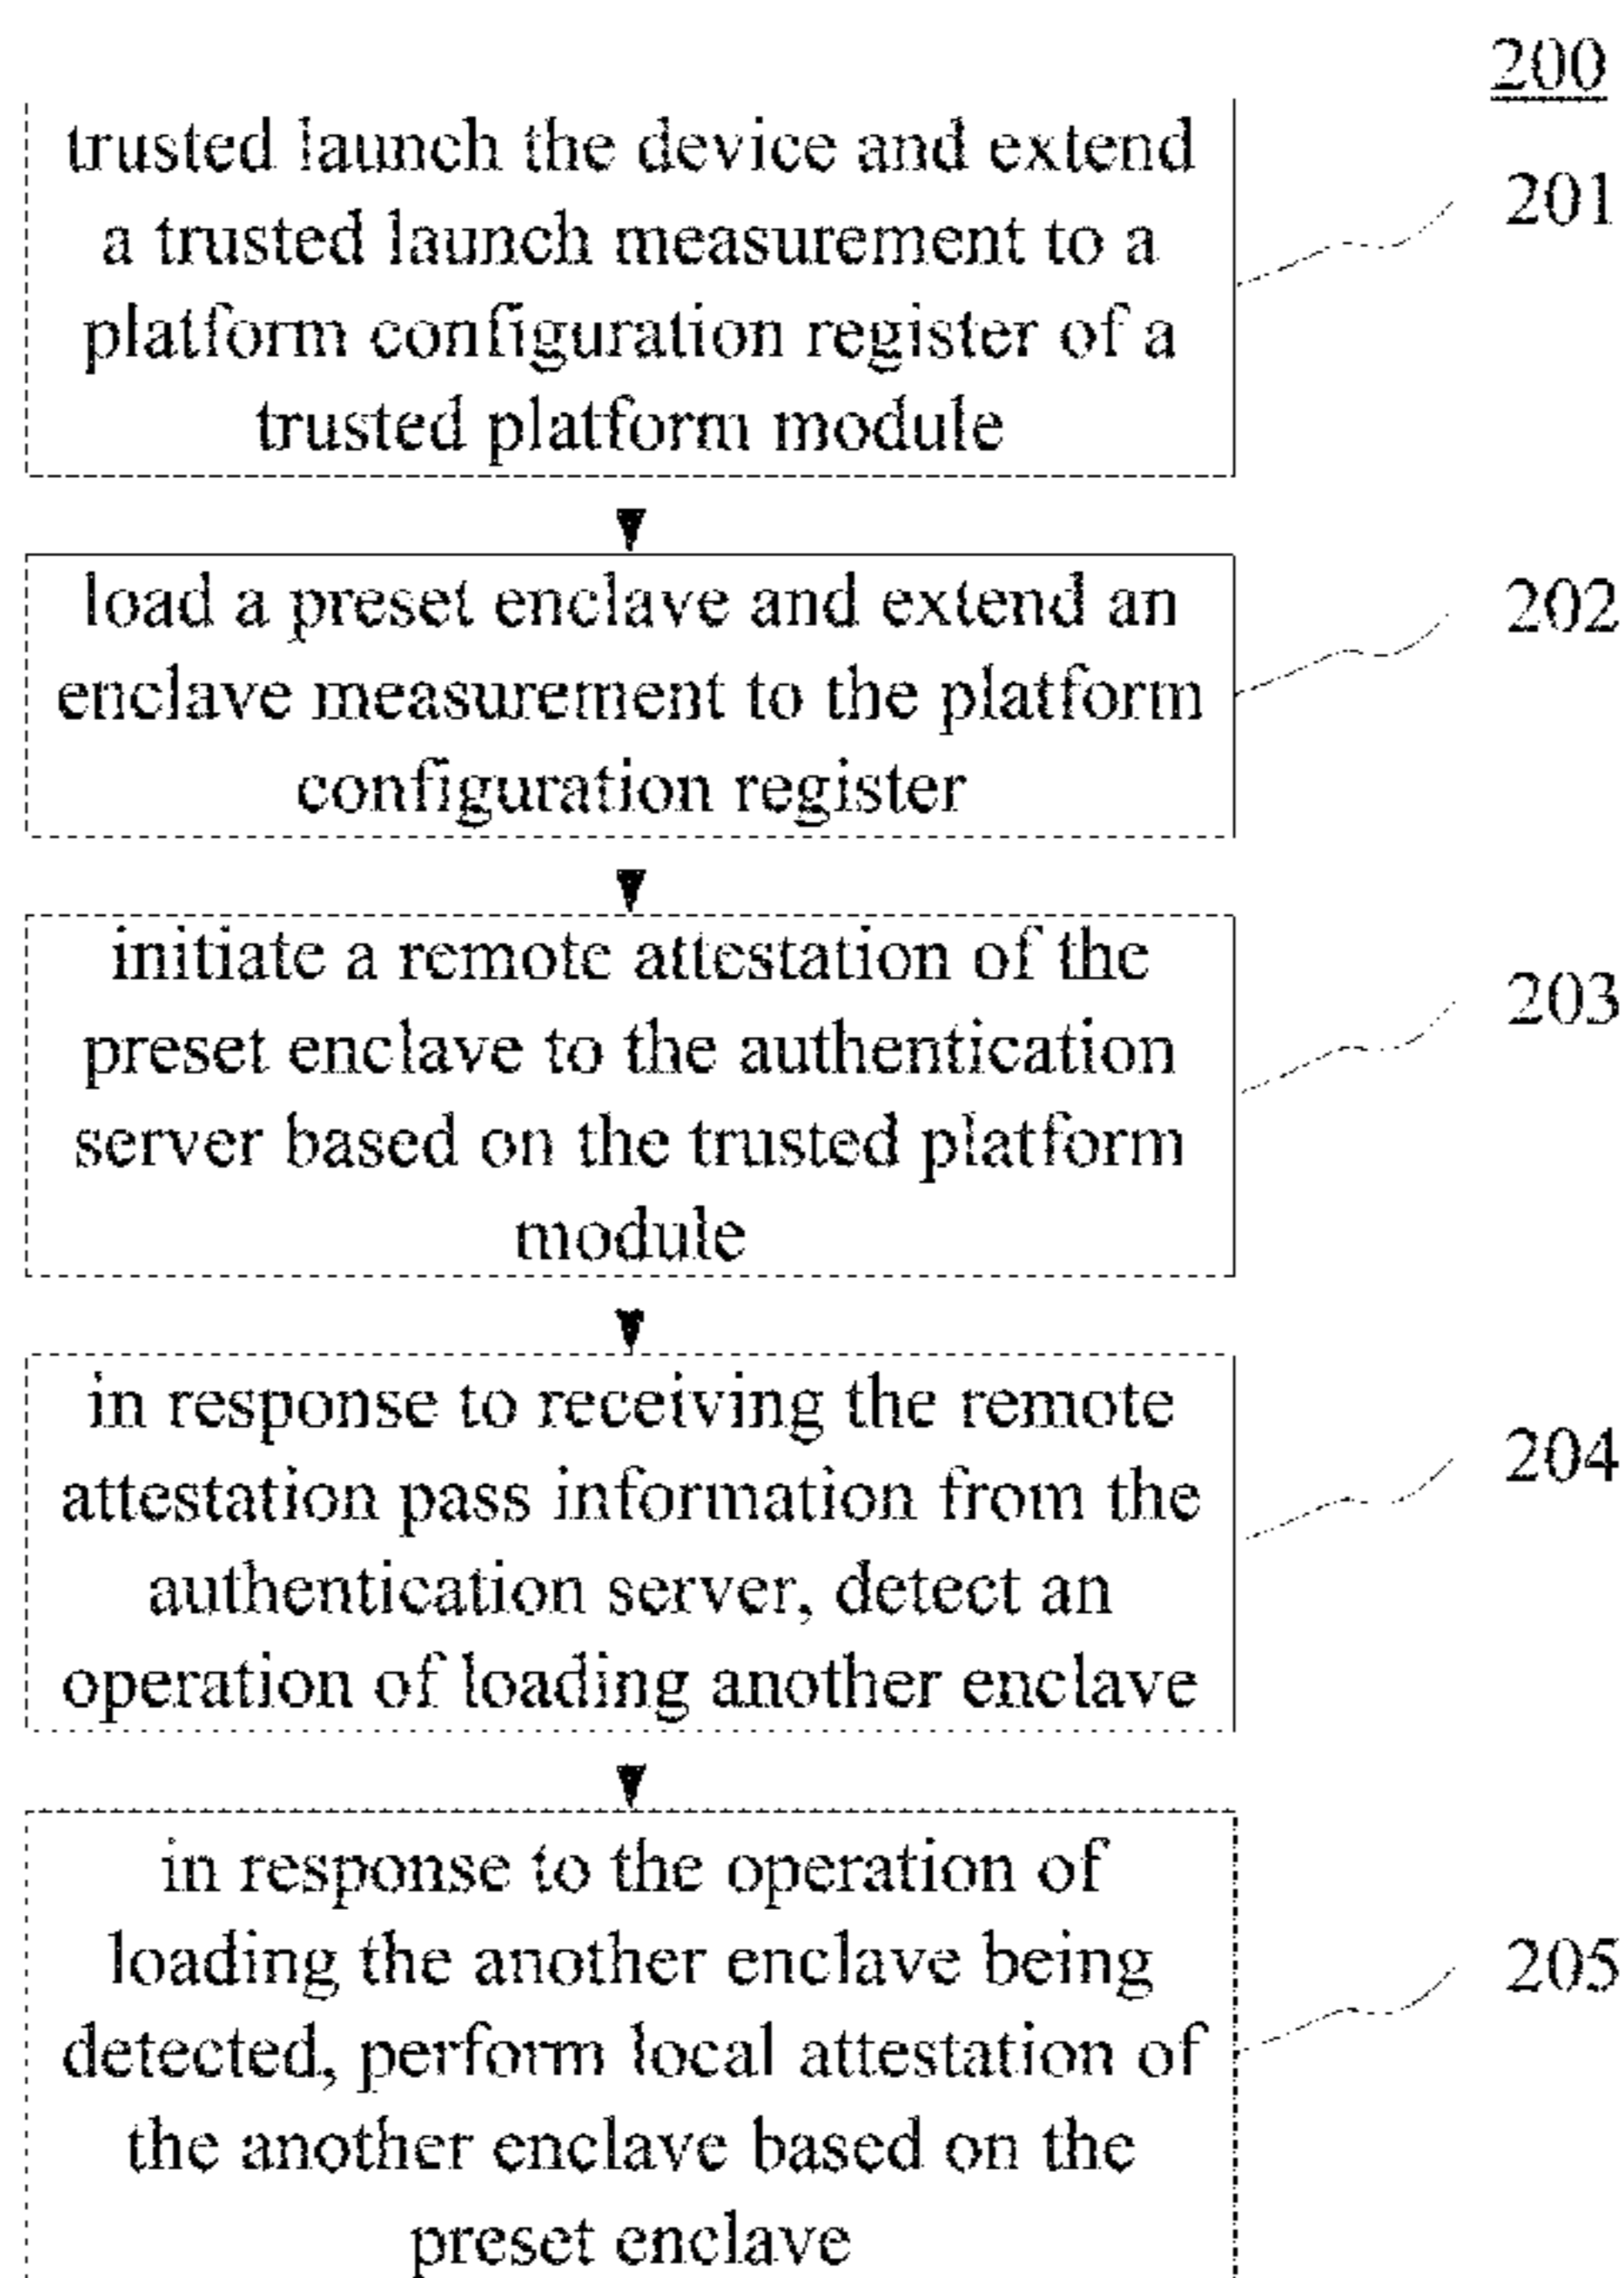 200
trusted launch the device and extend
a trusted launch measurement to a
platform configuration register of a
trusted platform module
201
load a preset enclave and extend an
enclave measurement to the platform
configuration register
202
initiate a remote attestation of the
preset enclave to the authentication
server based on the trusted platform
module
203
in response to receiving the remote
attestation pass information from the
authentication server, detect an
operation of loading another enclave
204
in response to the operation of
loading the another enclave being
detected, perform local attestation of
the another enclave based on the
preset enclave
205